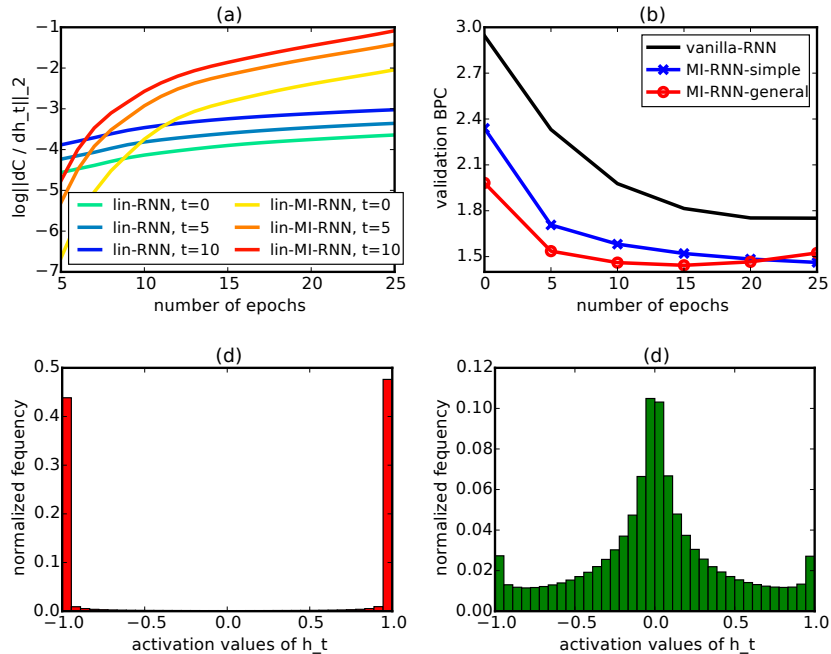 (a)
log||dC / dh_t||_2
−1
−2
−3
−4
−5
−6
−7
lin-RNN, t=0
lin-RNN, t=5
lin-RNN, t=10
lin-MI-RNN, t=0
lin-MI-RNN, t=5
lin-MI-RNN, t=10
5 10 15 20 25
number of epochs
(b)
validation BPC
3.0
2.4
2.1
1.8
1.5
vanilla-RNN
MI-RNN-simple
MI-RNN-general
0 5 10 15 20 25
number of epochs
(d)
normalized fequency
0.5
0.4
0.3
0.2
0.1
0.0
−1.0 −0.5 0.0 0.5 1.0
activation values of h_t
(d)
normalized fequency
0.12
0.10
0.08
0.06
0.04
0.02
0.00
−1.0 −0.5 0.0 0.5 1.0
activation values of h_t